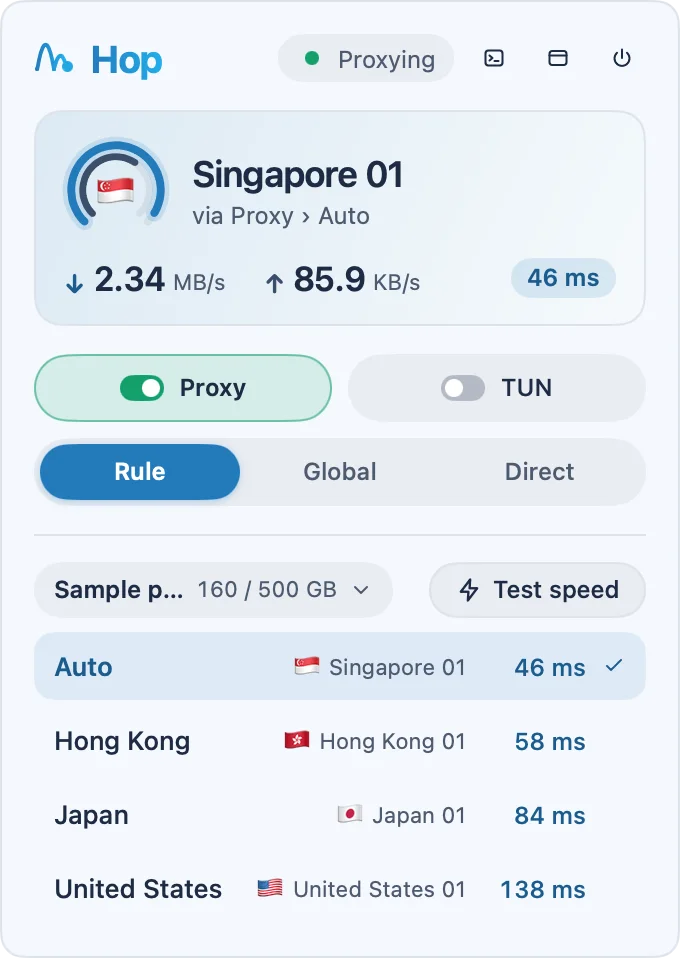 Hop Proxying
Singapore 01
via Proxy › Auto
↓ 2.34 MB/s ↑ 85.9 KB/s 46 ms
Proxy TUN
Rule Global Direct
Sample p... 160 / 500 GB Test speed
Auto Singapore 01 46 ms
Hong Kong Hong Kong 01 58 ms
Japan Japan 01 84 ms
United States United States 01 138 ms